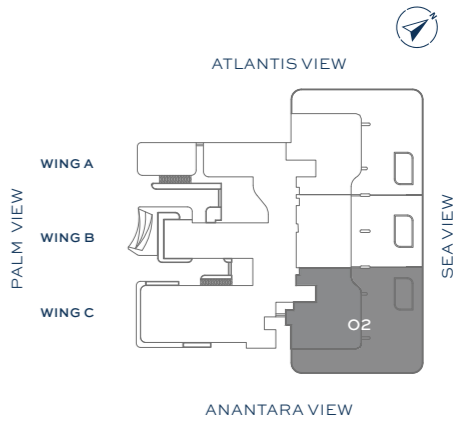 N
ATLANTIS VIEW
WING A
PALM VIEW
WING B
SEA VIEW
WING C
02
ANANTARA VIEW